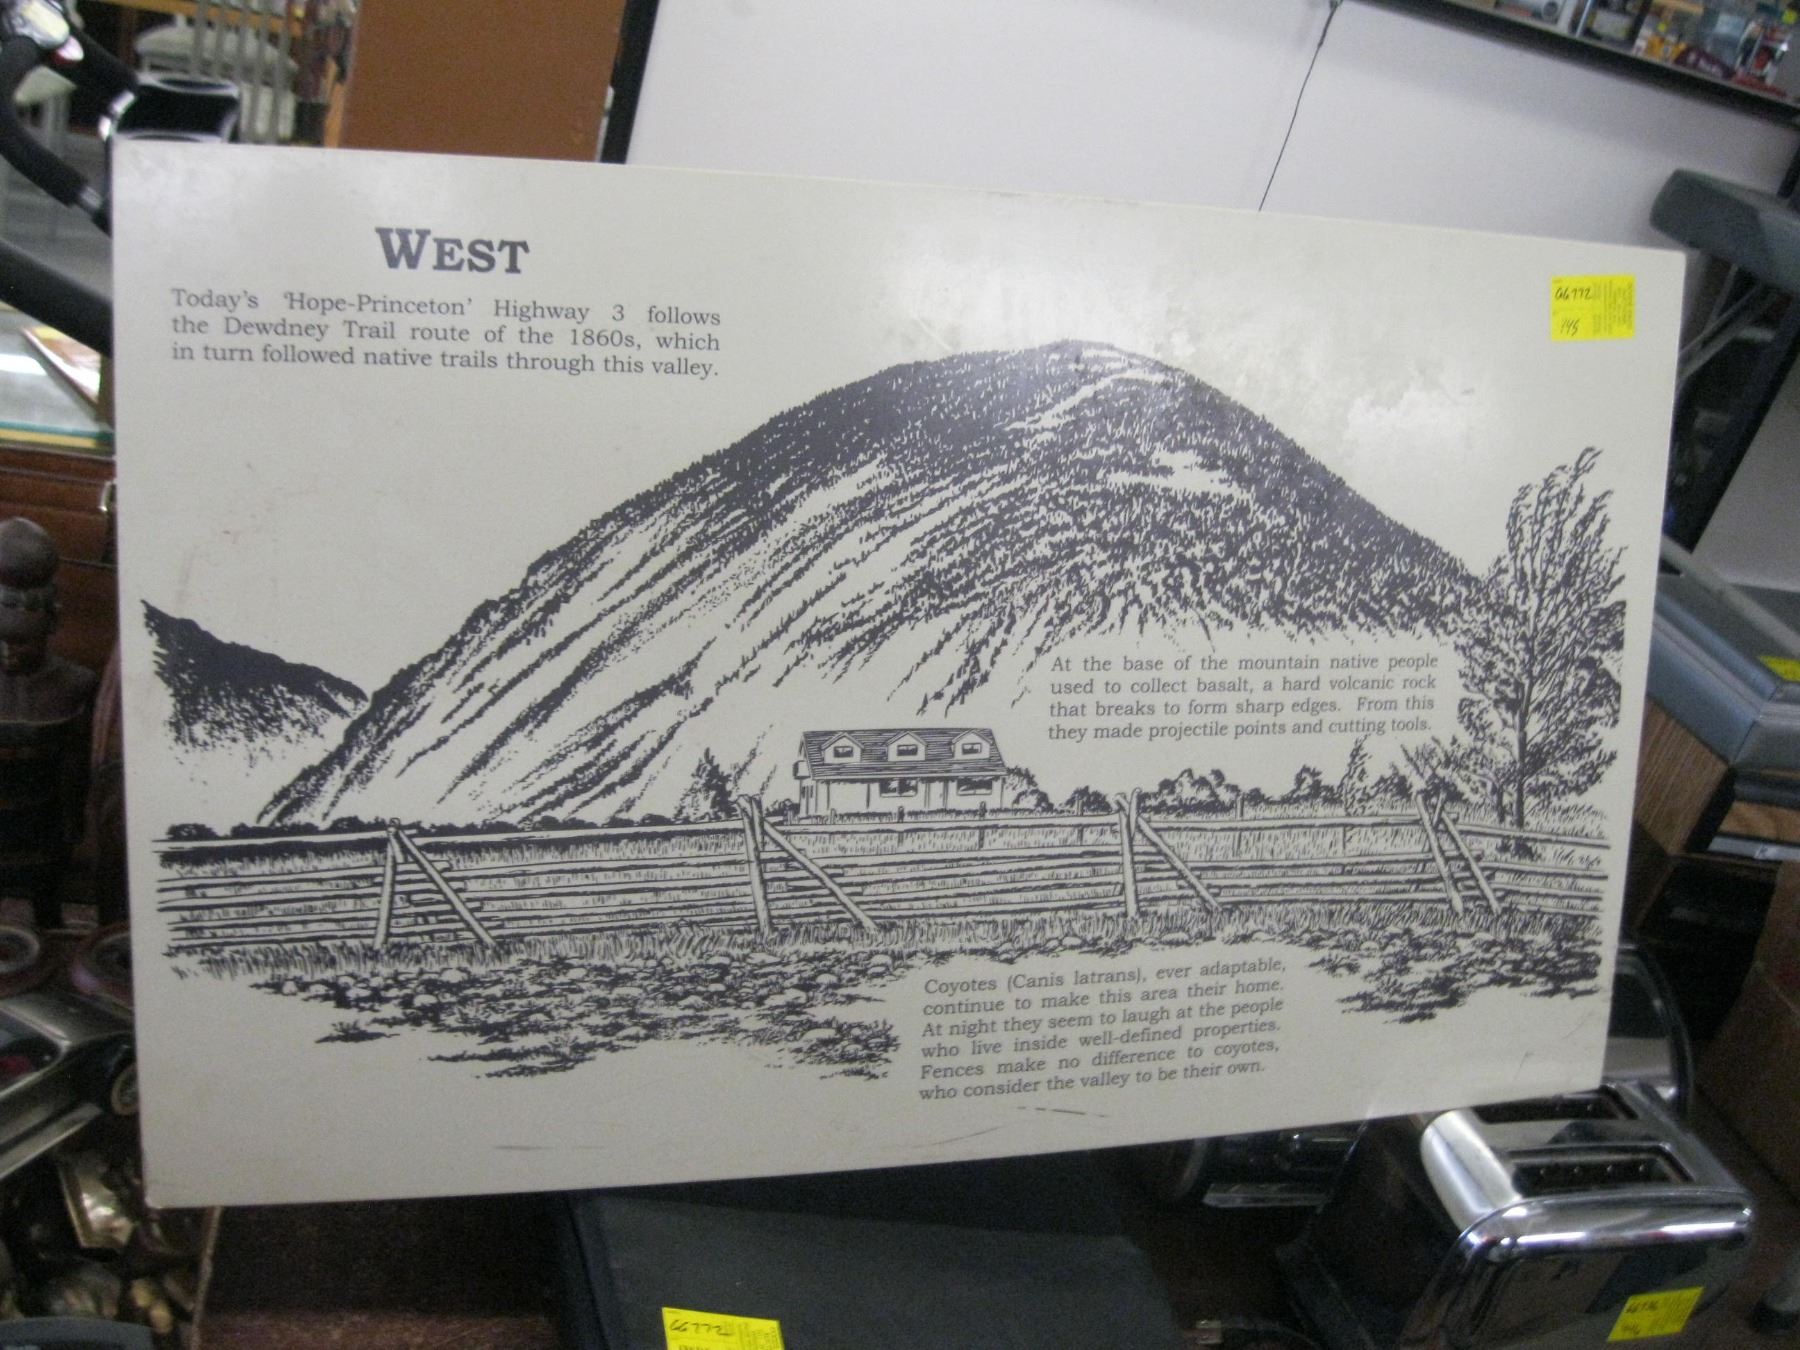 WEST
Today's 'Hope-Princeton' Highway 3 follows
the Dewdney Trail route of the 1860s, which
in turn followed native trails through this valley.
G6772
At the base of the mountain native people
used to collect basalt, a hard volcanic rock
that breaks to form sharp edges. From this
they made projectile points and cutting tools.
Coyotes (Canis latrans), ever adaptable,
continue to make this area their home.
At night they seem to laugh at the people
who live inside well-defined properties.
Fences make no difference to coyotes,
who consider the valley to be their own.